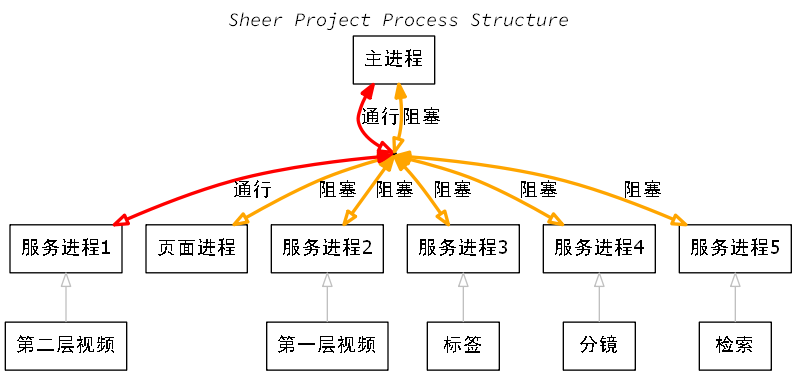 Sheer Project Process Structure
主进程
通行 阻塞
通行 阻塞 阻塞 阻塞 阻塞 阻塞
服务进程1 页面进程 服务进程2 服务进程3 服务进程4 服务进程5
第二层视频 第一层视频 标签 分镜 检索